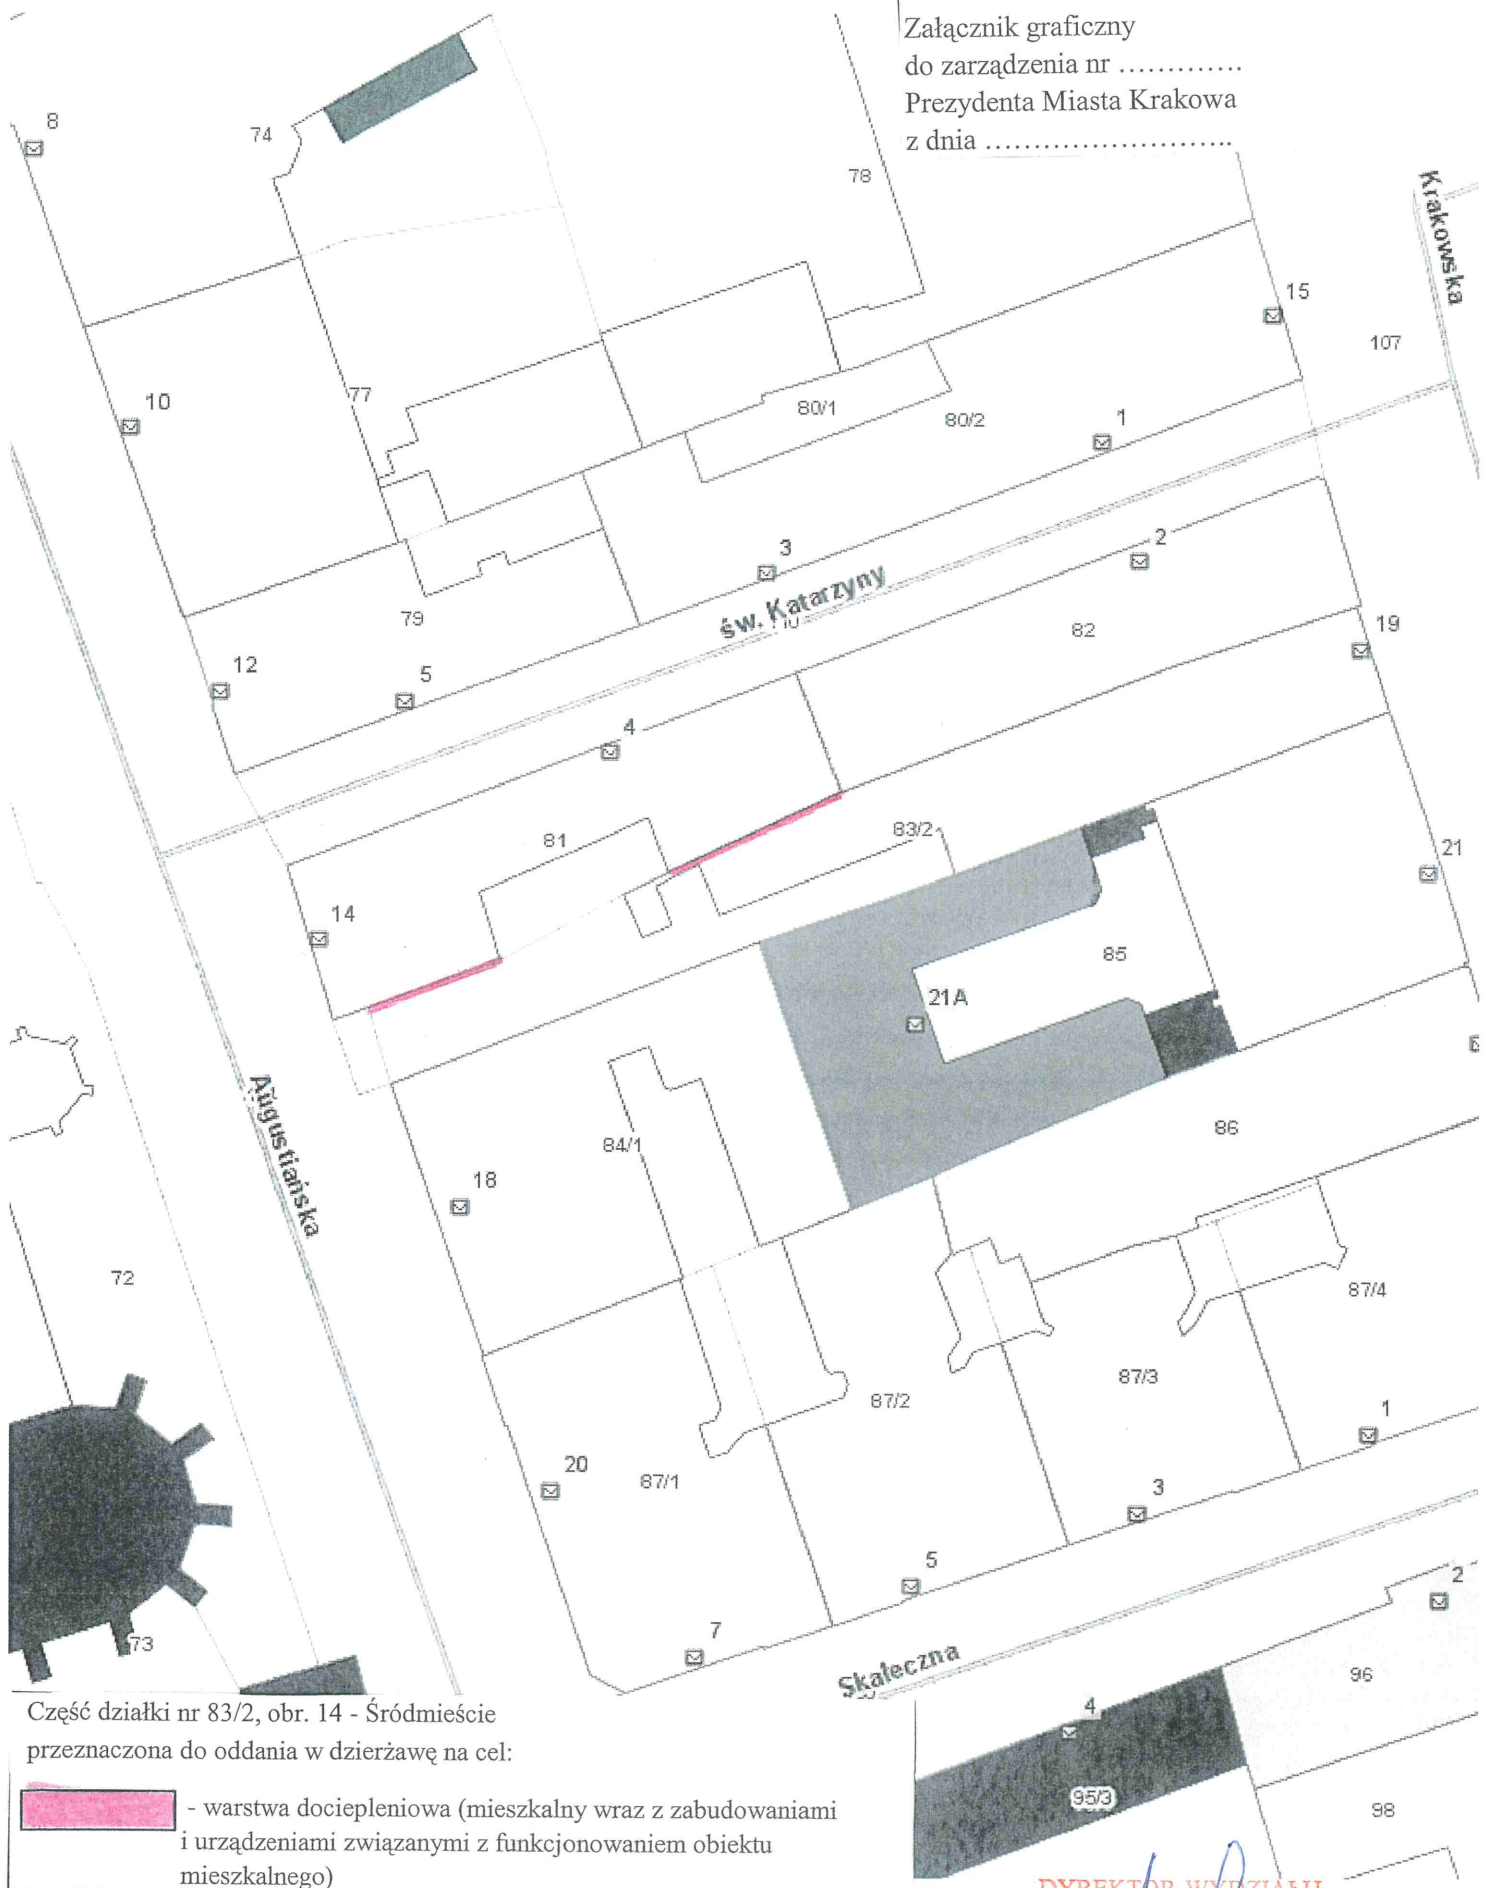 Załącznik graficzny
do zarządzenia nr .............
Prezydenta Miasta Krakowa
z dnia ...........................
8
74
78
Krakowska
15
107
10
77
80/1
80/2
1
3
2
św. Katarzyny
79
82
19
12
5
4
81
83/2
21
14
85
21A
Augustiańska
84/1
86
18
72
87/4
87/3
87/2
1
20
87/1
3
5
2
7
73
Skałeczna
96
4
95/3
98
Część działki nr 83/2, obr. 14 - Śródmieście
przeznaczona do oddania w dzierżawę na cel:
- warstwa dociepleniowa (mieszkalny wraz z zabudowaniami
i urządzeniami związanymi z funkcjonowaniem obiektu
mieszkalnego)
DYREKTOR WYDZIAŁU